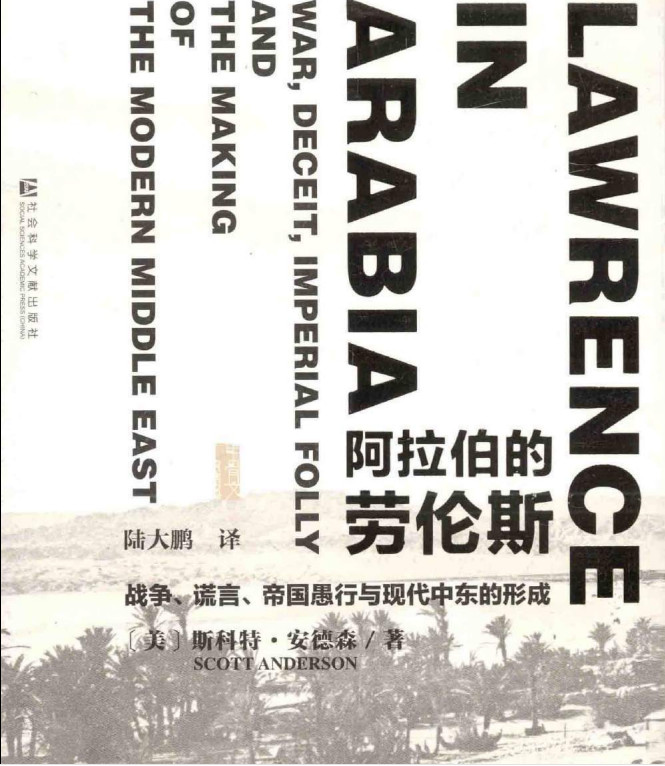 LAWRENCE
IN
ARABIA
WAR, DECEIT, IMPERIAL FOLLY
AND
THE MAKING
OF
THE MODERN MIDDLE EAST
阿拉伯的
劳伦斯
陆大鹏 译
战争、谎言、帝国愚行与现代中东的形成
〔美〕斯科特·安德森/著
SCOTT ANDERSON
社会科学文献出版社
SOCIAL SCIENCES ACADEMIC PRESS (CHINA)